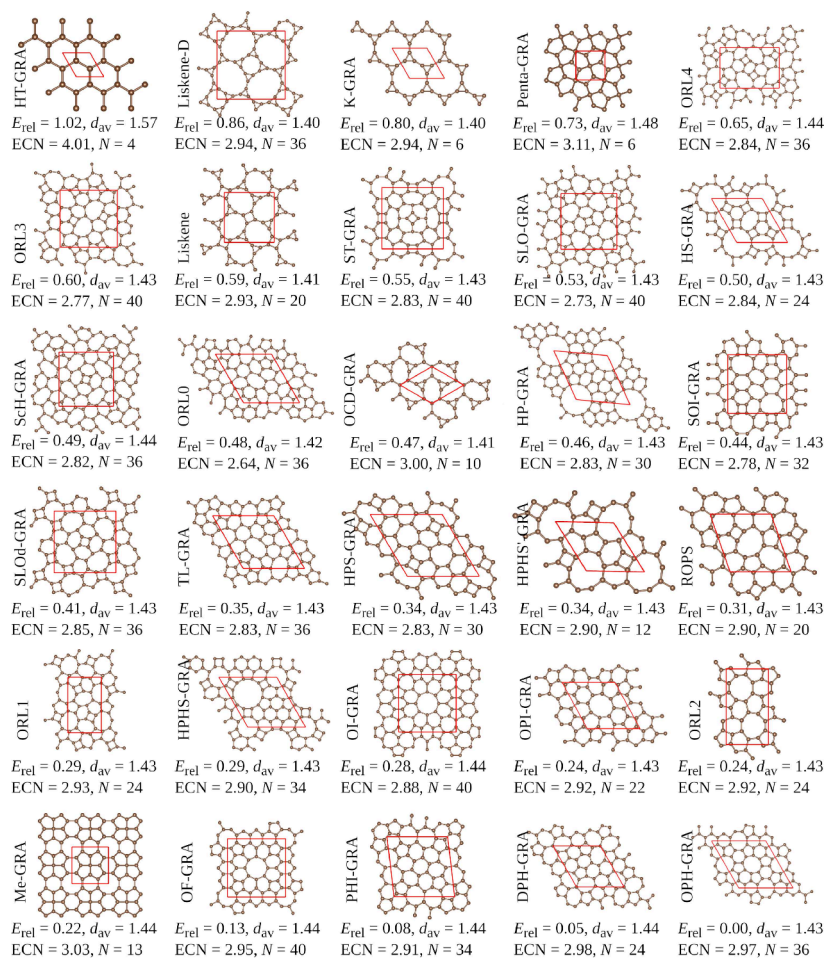 HT-GRA
E_rel = 1.02, d_av = 1.57
ECN = 4.01, N = 4
Liskene-D
E_rel = 0.86, d_av = 1.40
ECN = 2.94, N = 36
K-GRA
E_rel = 0.80, d_av = 1.40
ECN = 2.94, N = 6
Penta-GRA
E_rel = 0.73, d_av = 1.48
ECN = 3.11, N = 6
ORL4
E_rel = 0.65, d_av = 1.44
ECN = 2.84, N = 36
ORL3
E_rel = 0.60, d_av = 1.43
ECN = 2.77, N = 40
Liskene
E_rel = 0.59, d_av = 1.41
ECN = 2.93, N = 20
ST-GRA
E_rel = 0.55, d_av = 1.43
ECN = 2.83, N = 40
SLO-GRA
E_rel = 0.53, d_av = 1.43
ECN = 2.73, N = 40
HS-GRA
E_rel = 0.50, d_av = 1.43
ECN = 2.84, N = 24
ScH-GRA
E_rel = 0.49, d_av = 1.44
ECN = 2.82, N = 36
ORL0
E_rel = 0.48, d_av = 1.42
ECN = 2.64, N = 36
OCD-GRA
E_rel = 0.47, d_av = 1.41
ECN = 3.00, N = 10
HP-GRA
E_rel = 0.46, d_av = 1.43
ECN = 2.83, N = 30
SOI-GRA
E_rel = 0.44, d_av = 1.43
ECN = 2.78, N = 32
SLOd-GRA
E_rel = 0.41, d_av = 1.43
ECN = 2.85, N = 36
TL-GRA
E_rel = 0.35, d_av = 1.43
ECN = 2.83, N = 36
HPS-GRA
E_rel = 0.34, d_av = 1.43
ECN = 2.83, N = 30
HPHS'-GRA
E_rel = 0.34, d_av = 1.43
ECN = 2.90, N = 12
ROPS
E_rel = 0.31, d_av = 1.43
ECN = 2.90, N = 20
ORL1
E_rel = 0.29, d_av = 1.43
ECN = 2.93, N = 24
HPHS-GRA
E_rel = 0.29, d_av = 1.43
ECN = 2.90, N = 34
OI-GRA
E_rel = 0.28, d_av = 1.44
ECN = 2.88, N = 40
OPI-GRA
E_rel = 0.24, d_av = 1.43
ECN = 2.92, N = 22
ORL2
E_rel = 0.24, d_av = 1.43
ECN = 2.92, N = 24
Me-GRA
E_rel = 0.22, d_av = 1.44
ECN = 3.03, N = 13
OF-GRA
E_rel = 0.13, d_av = 1.44
ECN = 2.95, N = 40
PHI-GRA
E_rel = 0.08, d_av = 1.44
ECN = 2.91, N = 34
DPH-GRA
E_rel = 0.05, d_av = 1.44
ECN = 2.98, N = 24
OPH-GRA
E_rel = 0.00, d_av = 1.43
ECN = 2.97, N = 36